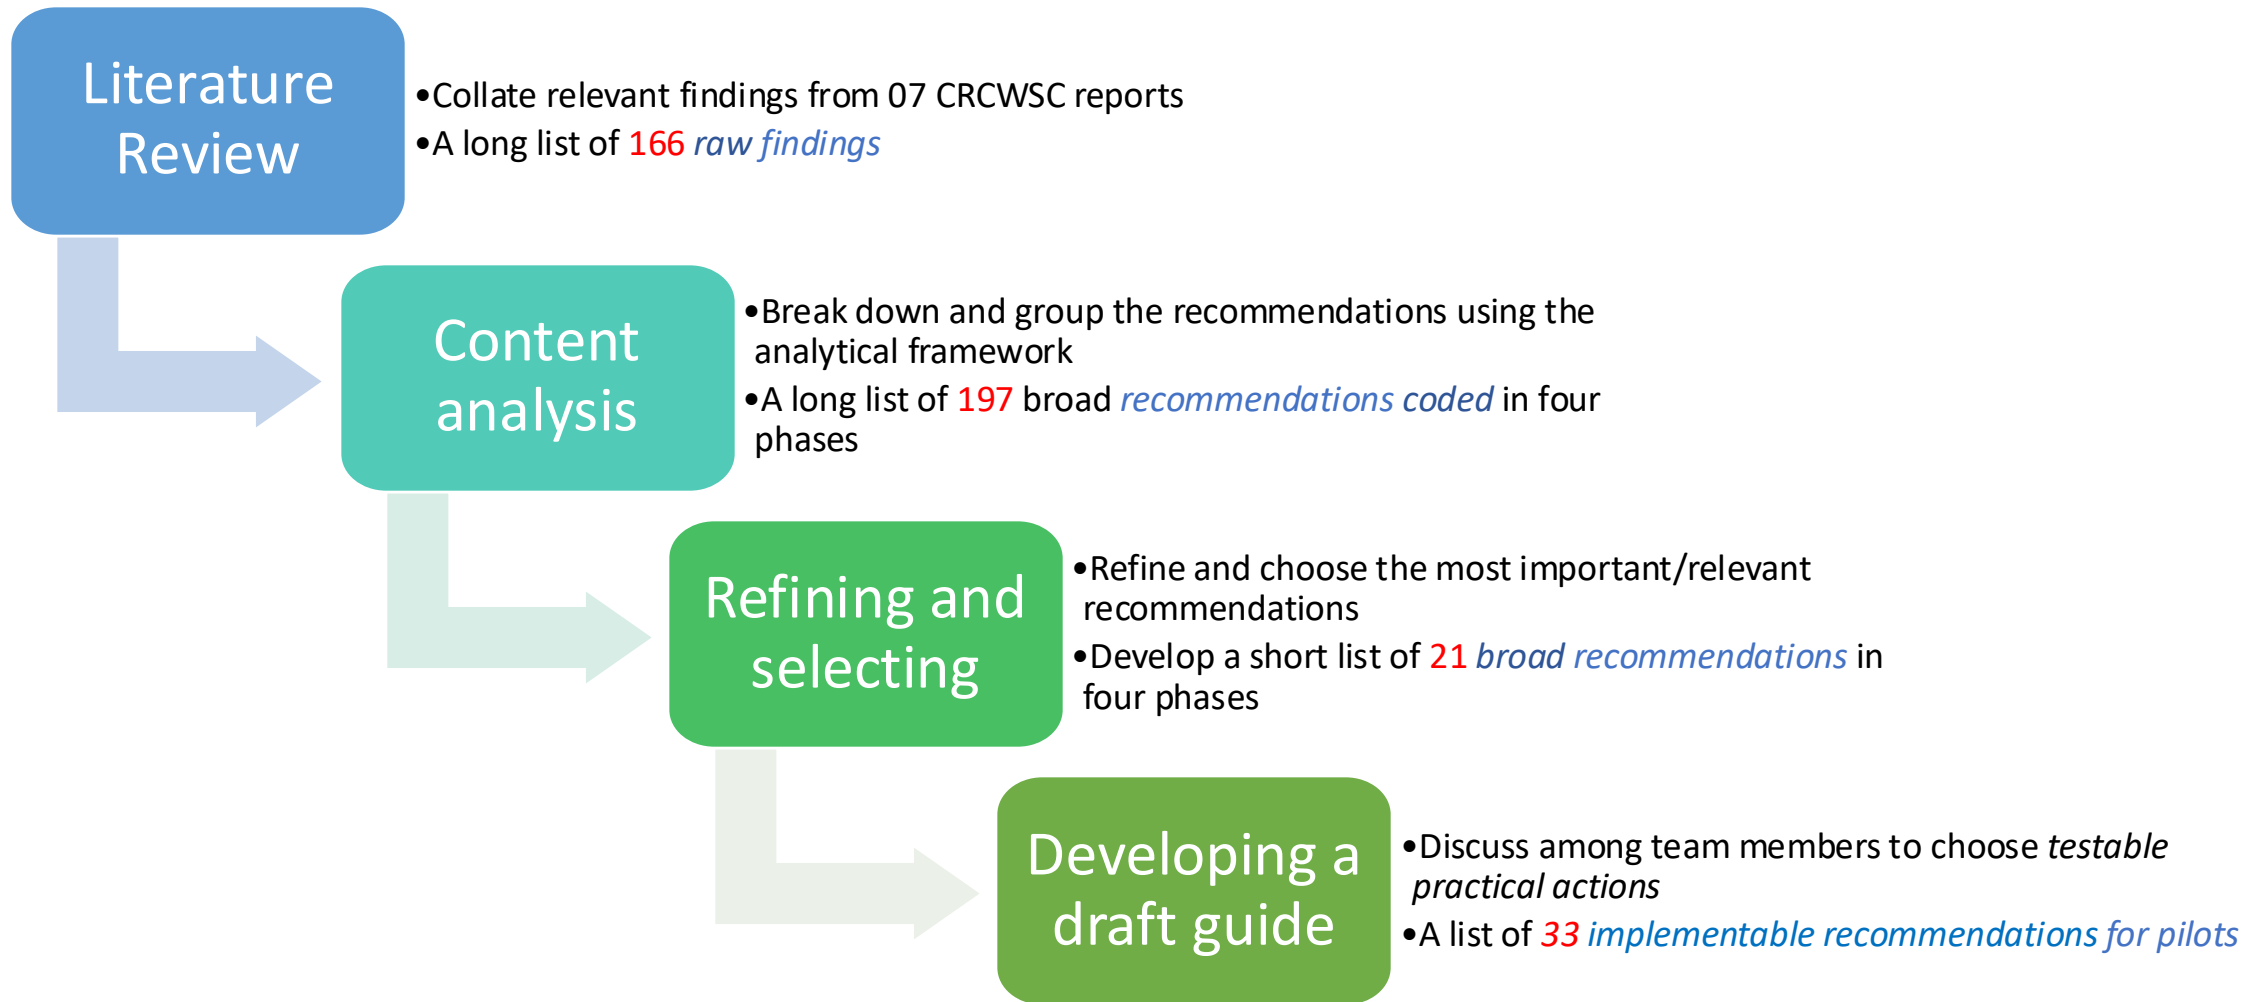 Literature
Review
•Collate relevant findings from 07 CRCWSC reports
•A long list of 166 raw findings
Content
analysis
•Break down and group the recommendations using the
analytical framework
•A long list of 197 broad recommendations coded in four
phases
Refining and
selecting
•Refine and choose the most important/relevant
recommendations
•Develop a short list of 21 broad recommendations in
four phases
Developing a
draft guide
•Discuss among team members to choose testable
practical actions
•A list of 33 implementable recommendations for pilots